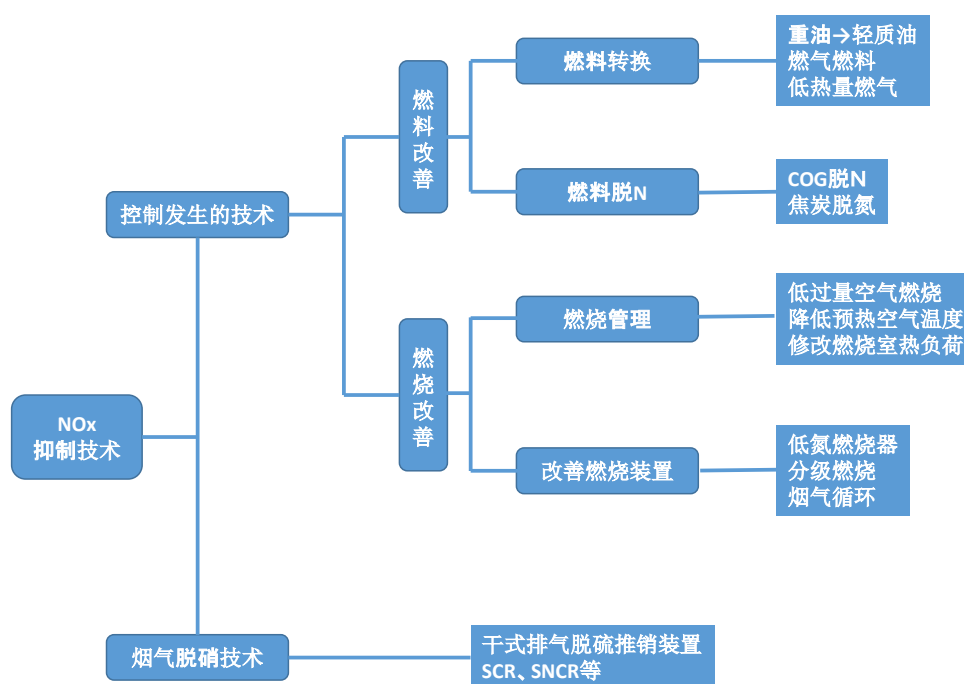 NOx
抑制技术
控制发生的技术
燃料改善
燃料转换
重油→轻质油
燃气燃料
低热量燃气
燃料脱N
COG脱N
焦炭脱氮
燃烧改善
燃烧管理
低过量空气燃烧
降低预热空气温度
修改燃烧室热负荷
改善燃烧装置
低氮燃烧器
分级燃烧
烟气循环
烟气脱硝技术
干式排气脱硫推销装置
SCR、SNCR等